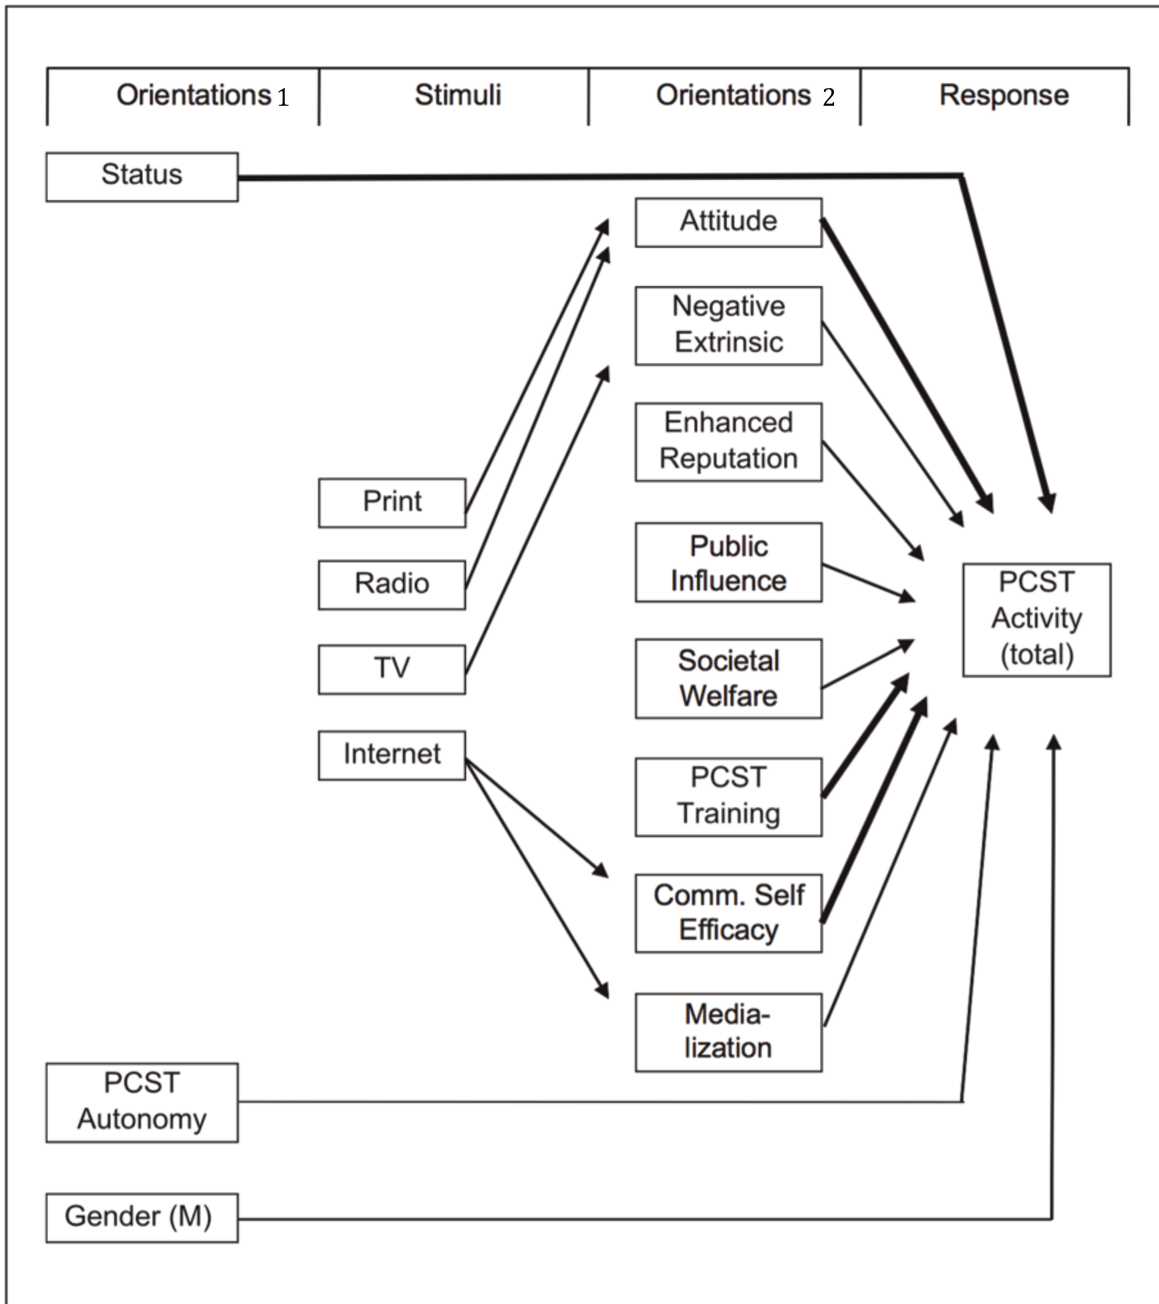 Orientations 1
Stimuli
Orientations 2
Response
Status
Attitude
Negative
Extrinsic
Enhanced
Reputation
Print
Public
Influence
Radio
PCST
Activity
(total)
TV
Societal
Welfare
Internet
PCST
Training
Comm. Self
Efficacy
Media-
lization
PCST
Autonomy
Gender (M)